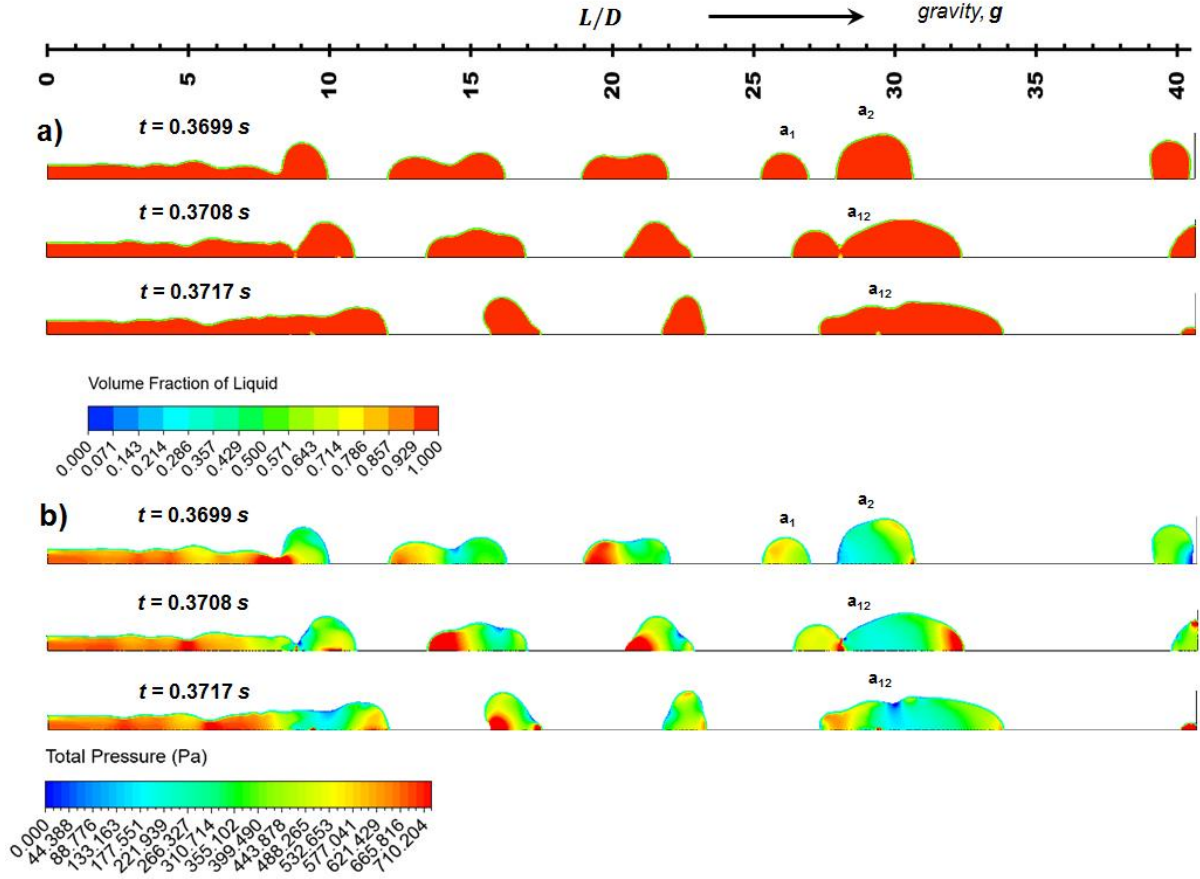 L/D gravity, g
0 5 10 15 20 25 30 35 40
a)
t = 0.3699 s
a1
a2
t = 0.3708 s
a12
t = 0.3717 s
a12
Volume Fraction of Liquid
0.000 0.071 0.143 0.214 0.286 0.357 0.429 0.500 0.571 0.643 0.714 0.786 0.857 0.929 1.000
b)
t = 0.3699 s
a1
a2
t = 0.3708 s
a12
t = 0.3717 s
a12
Total Pressure (Pa)
0.000 44.388 88.776 133.163 177.551 221.939 266.327 310.714 355.102 399.490 443.878 488.265 532.653 577.041 621.429 665.816 710.204